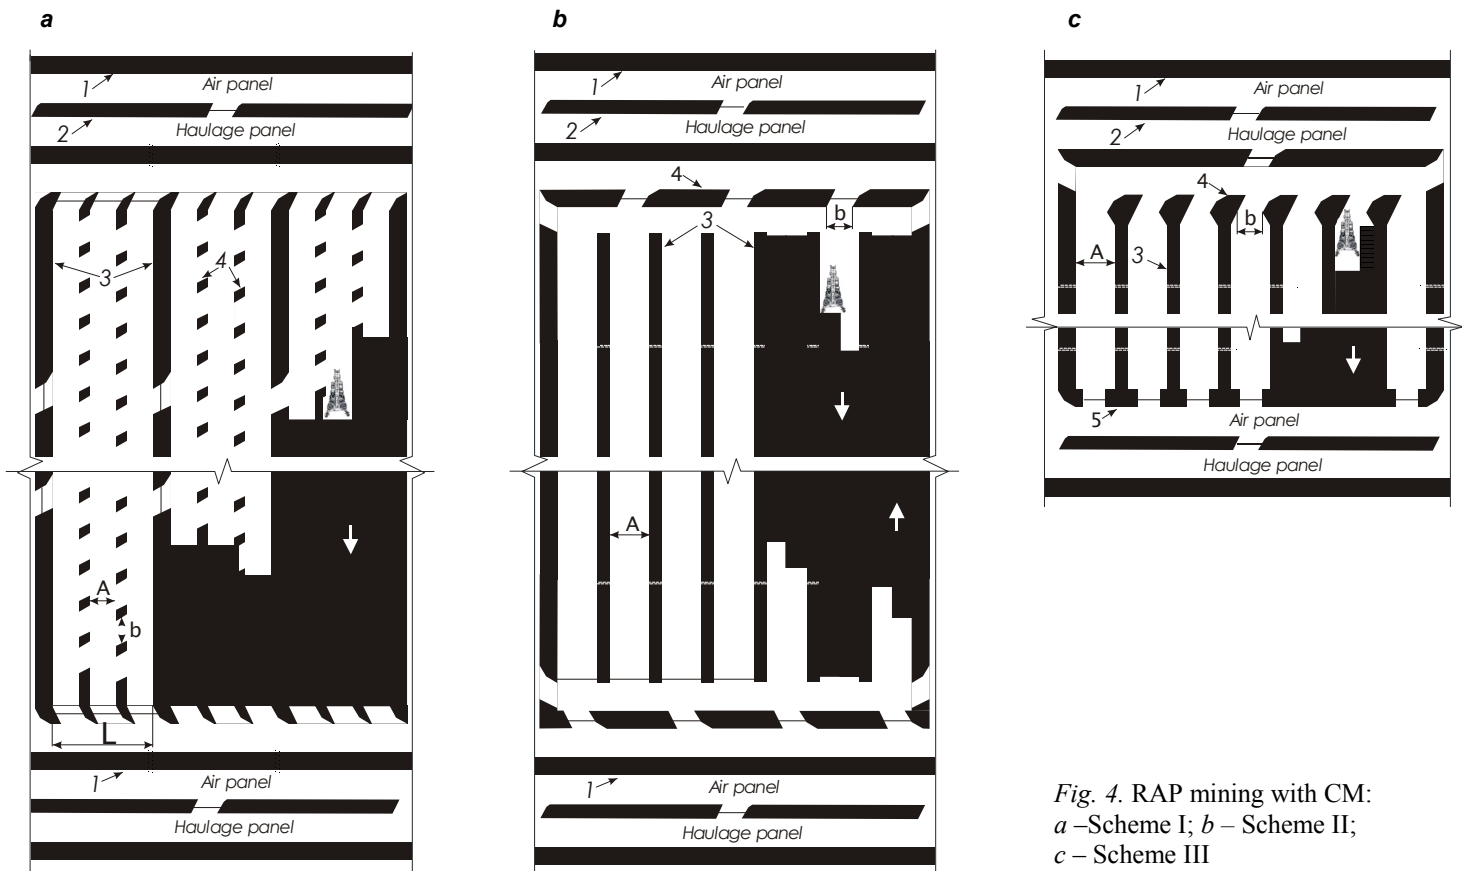 a
1
Air panel
2
Haulage panel
3
4
A
b
L
1
Air panel
Haulage panel
b
1
Air panel
2
Haulage panel
4
b
3
A
1
Air panel
Haulage panel
c
1
Air panel
2
Haulage panel
4
b
A
3
5
Air panel
Haulage panel
Fig. 4. RAP mining with CM:
a –Scheme I; b – Scheme II;
c – Scheme III